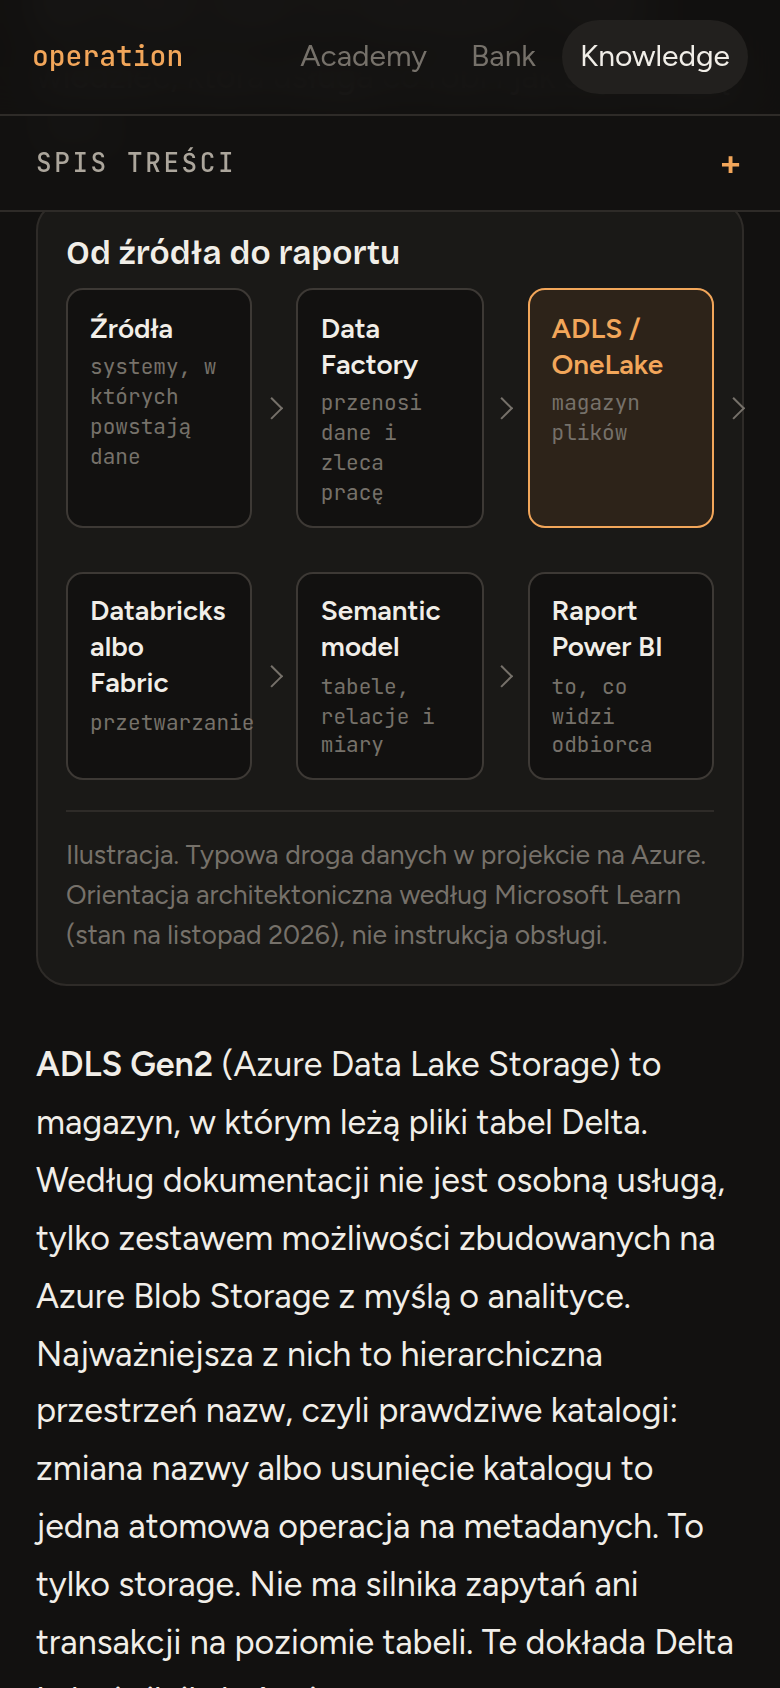 operation Academy Bank Knowledge
SPIS TREŚCI +
Od źródła do raportu
Źródła
systemy, w
których
powstają
dane
Data
Factory
przenosi
dane i
zleca
pracę
ADLS /
OneLake
magazyn
plików
Databricks
albo
Fabric
przetwarzanie
Semantic
model
tabele,
relacje i
miary
Raport
Power BI
to, co
widzi
odbiorca
Ilustracja. Typowa droga danych w projekcie na Azure.
Orientacja architektoniczna według Microsoft Learn
(stan na listopad 2026), nie instrukcja obsługi.
ADLS Gen2 (Azure Data Lake Storage) to
magazyn, w którym leżą pliki tabel Delta.
Według dokumentacji nie jest osobną usługą,
tylko zestawem możliwości zbudowanych na
Azure Blob Storage z myślą o analityce.
Najważniejsza z nich to hierarchiczna
przestrzeń nazw, czyli prawdziwe katalogi:
zmiana nazwy albo usunięcie katalogu to
jedna atomowa operacja na metadanych. To
tylko storage. Nie ma silnika zapytań ani
transakcji na poziomie tabeli. Te dokłada Delta